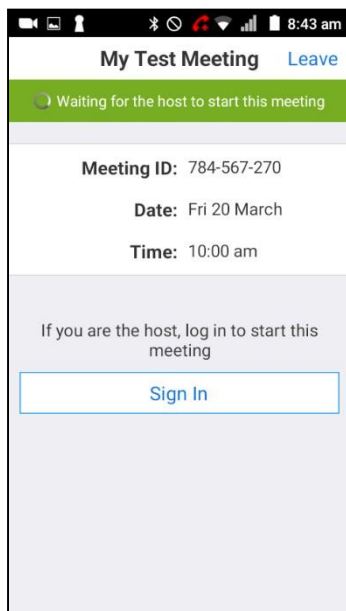 8:43 am
My Test Meeting Leave
Waiting for the host to start this meeting
Meeting ID: 784-567-270
Date: Fri 20 March
Time: 10:00 am
If you are the host, log in to start this
meeting
Sign In